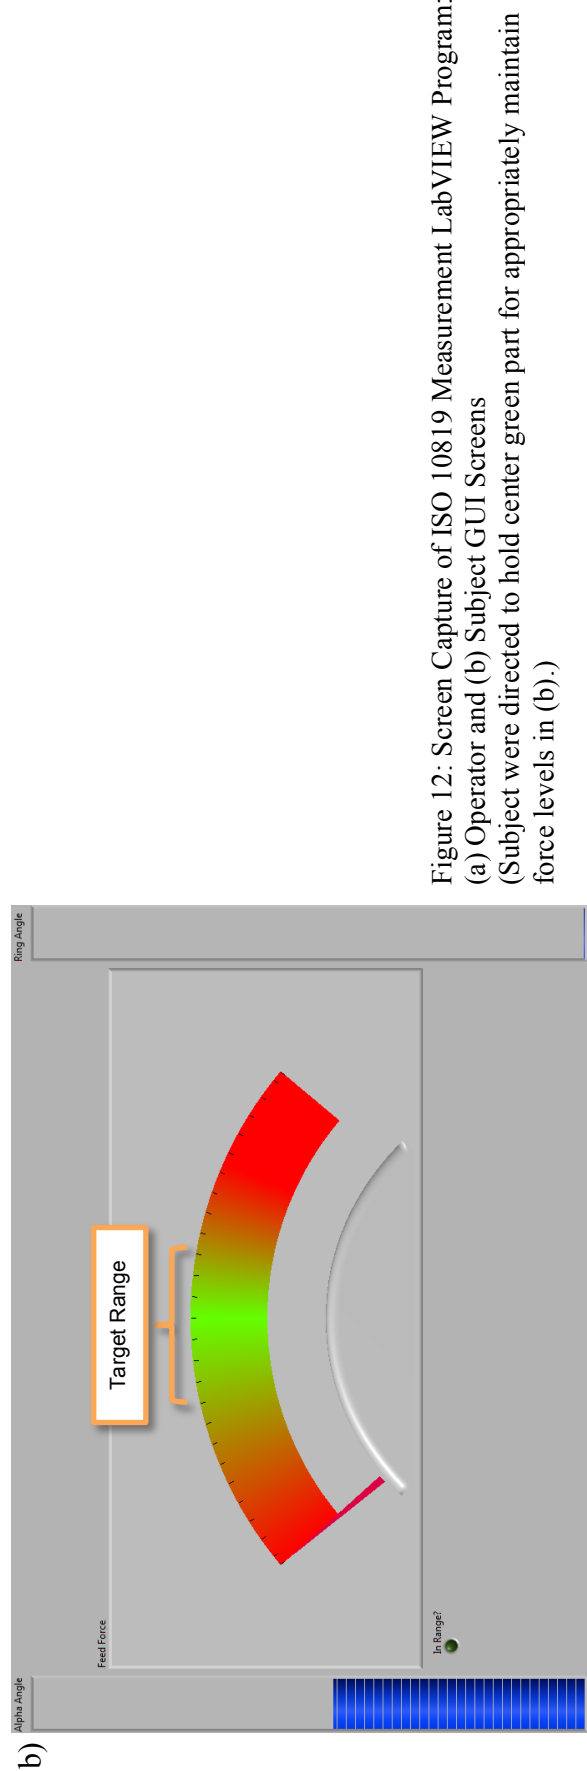 b)
Alpha Angle
Ring Angle
Feed Force
Target Range
In Range?
Figure 12: Screen Capture of ISO 10819 Measurement LabVIEW Program:
(a) Operator and (b) Subject GUI Screens
(Subject were directed to hold center green part for appropriately maintain
force levels in (b).)